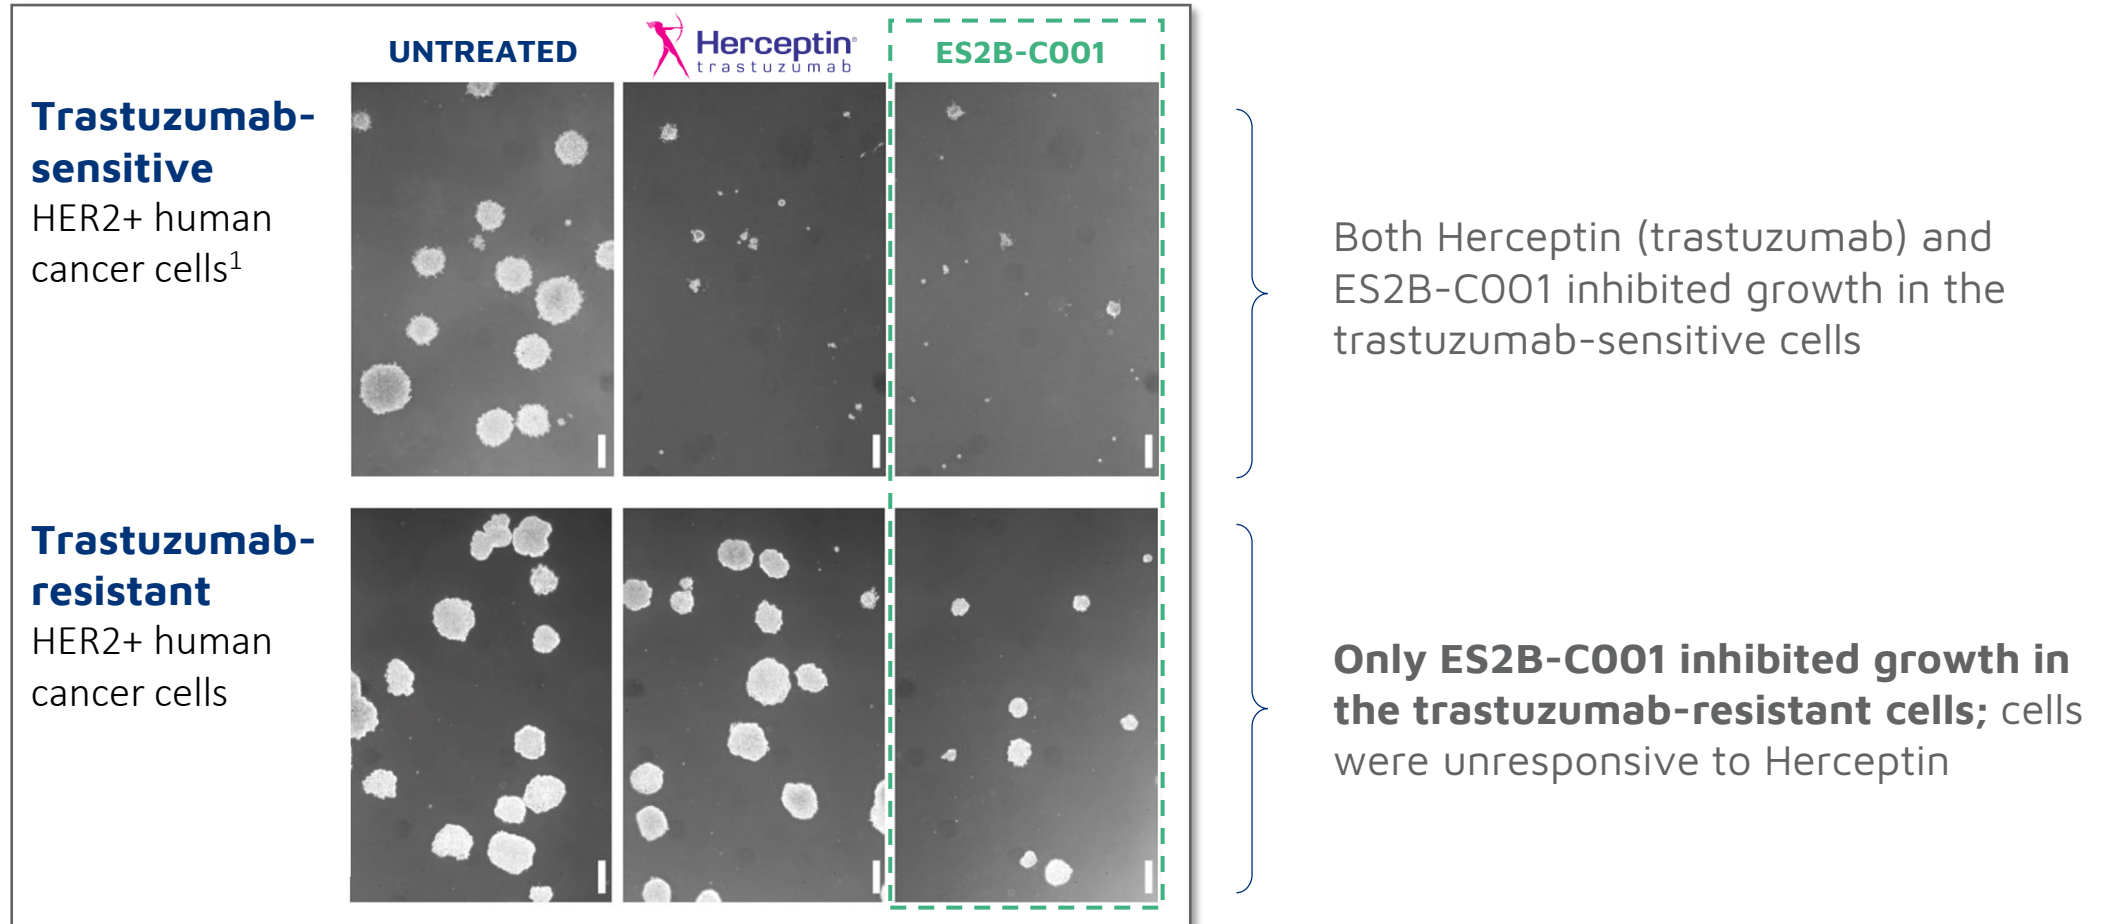 UNTREATED
Herceptin®
trastuzumab
ES2B-C001
Trastuzumab-
sensitive
HER2+ human
cancer cells¹
Both Herceptin (trastuzumab) and
ES2B-C001 inhibited growth in the
trastuzumab-sensitive cells
Trastuzumab-
resistant
HER2+ human
cancer cells
Only ES2B-C001 inhibited growth in
the trastuzumab-resistant cells; cells
were unresponsive to Herceptin